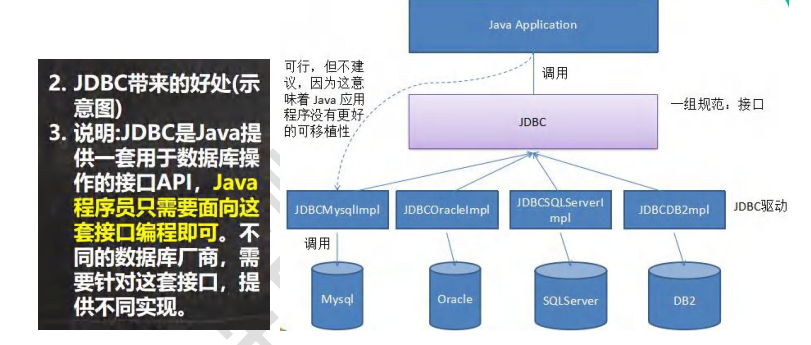 2. JDBC带来的好处(示
意图)
3. 说明:JDBC是Java提
供一套用于数据库操
作的接口API，Java
程序员只需要面向这
套接口编程即可。不
同的数据库厂商，需
要针对这套接口，提
供不同实现。
Java Application
可行，但不建
议，因为这意
味着 Java 应用
程序没有更好
的可移植性
调用
JDBC
一组规范：接口
JDBCMysqlImpl
JDBCOracleImpl
JDBCSQLServerI
mpl
JDBCDB2mpl
JDBC驱动
调用
Mysql
Oracle
SQLServer
DB2